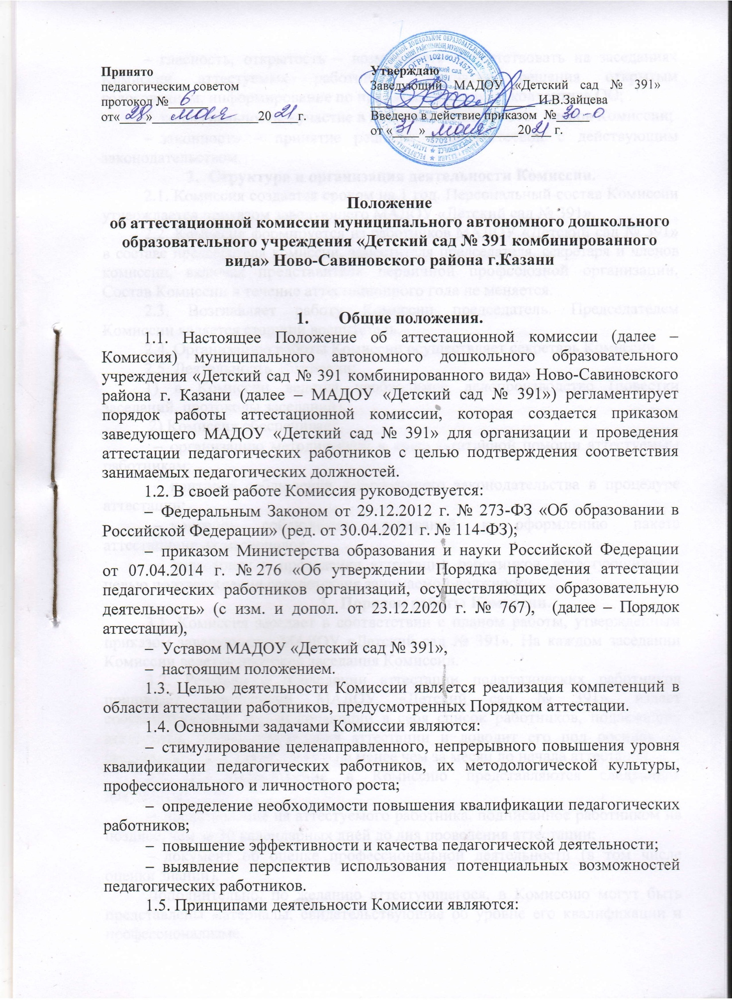 Принято
педагогическим советом
протокол № 6
от« 28 » мая 20 21 г.
Утверждаю
Заведующий МАДОУ «Детский сад № 391»
И.В.Зайцева
Введено в действие приказом № 30 - О
от « 31 » мая 20 21 г.
ОГРН 1021603145794
Детский сад
№391
Положение
об аттестационной комиссии муниципального автономного дошкольного
образовательного учреждения «Детский сад № 391 комбинированного
вида» Ново-Савиновского района г.Казани
1. Общие положения.
1.1. Настоящее Положение об аттестационной комиссии (далее –
Комиссия) муниципального автономного дошкольного образовательного
учреждения «Детский сад № 391 комбинированного вида» Ново-Савиновского
района г. Казани (далее – МАДОУ «Детский сад № 391») регламентирует
порядок работы аттестационной комиссии, которая создается приказом
заведующего МАДОУ «Детский сад № 391» для организации и проведения
аттестации педагогических работников с целью подтверждения соответствия
занимаемых педагогических должностей.
1.2. В своей работе Комиссия руководствуется:
– Федеральным Законом от 29.12.2012 г. № 273-ФЗ «Об образовании в
Российской Федерации» (ред. от 30.04.2021 г. № 114-ФЗ);
– приказом Министерства образования и науки Российской Федерации
от 07.04.2014 г. № 276 «Об утверждении Порядка проведения аттестации
педагогических работников организаций, осуществляющих образовательную
деятельность» (с изм. и допол. от 23.12.2020 г. № 767), (далее – Порядок
аттестации),
– Уставом МАДОУ «Детский сад № 391»,
– настоящим положением.
1.3. Целью деятельности Комиссии является реализация компетенций в
области аттестации работников, предусмотренных Порядком аттестации.
1.4. Основными задачами Комиссии являются:
– стимулирование целенаправленного, непрерывного повышения уровня
квалификации педагогических работников, их методологической культуры,
профессионального и личностного роста;
– определение необходимости повышения квалификации педагогических
работников;
– повышение эффективности и качества педагогической деятельности;
– выявление перспектив использования потенциальных возможностей
педагогических работников.
1.5. Принципами деятельности Комиссии являются: